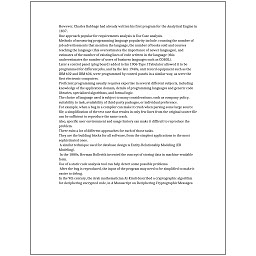 However, Charles Babbage had already written his first program for the Analytical Engine in
1837.
One approach popular for requirements analysis is Use Case analysis.
Methods of measuring programming language popularity include: counting the number of
job advertisements that mention the language, the number of books sold and courses
teaching the language (this overestimates the importance of newer languages), and
estimates of the number of existing lines of code written in the language (this
underestimates the number of users of business languages such as COBOL).
Later a control panel (plug board) added to his 1906 Type I Tabulator allowed it to be
programmed for different jobs, and by the late 1940s, unit record equipment such as the
IBM 602 and IBM 604, were programmed by control panels in a similar way, as were the
first electronic computers.
Proficient programming usually requires expertise in several different subjects, including
knowledge of the application domain, details of programming languages and generic code
libraries, specialized algorithms, and formal logic.
The choice of language used is subject to many considerations, such as company policy,
suitability to task, availability of third-party packages, or individual preference.
For example, when a bug in a compiler can make it crash when parsing some large source
file, a simplification of the test case that results in only few lines from the original source file
can be sufficient to reproduce the same crash.
Also, specific user environment and usage history can make it difficult to reproduce the
problem.
There exist a lot of different approaches for each of those tasks.
They are the building blocks for all software, from the simplest applications to the most
sophisticated ones.
A similar technique used for database design is Entity-Relationship Modeling (ER
Modeling).
In the 1880s, Herman Hollerith invented the concept of storing data in machine-readable
form.
Use of a static code analysis tool can help detect some possible problems.
After the bug is reproduced, the input of the program may need to be simplified to make it
easier to debug.
In the 9th century, the Arab mathematician Al-Kindi described a cryptographic algorithm
for deciphering encrypted code, in A Manuscript on Deciphering Cryptographic Messages.